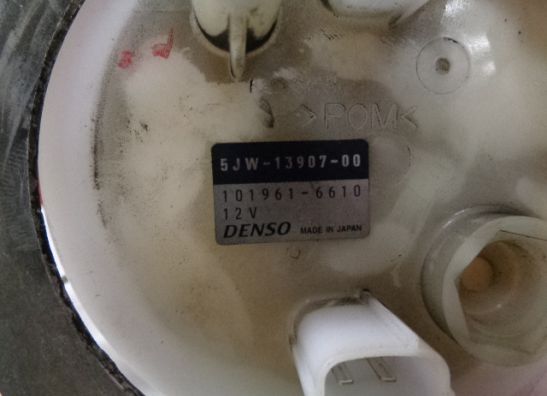 >POM<
5JW-13907-00
101961-6610
12V
DENSO MADE IN JAPAN